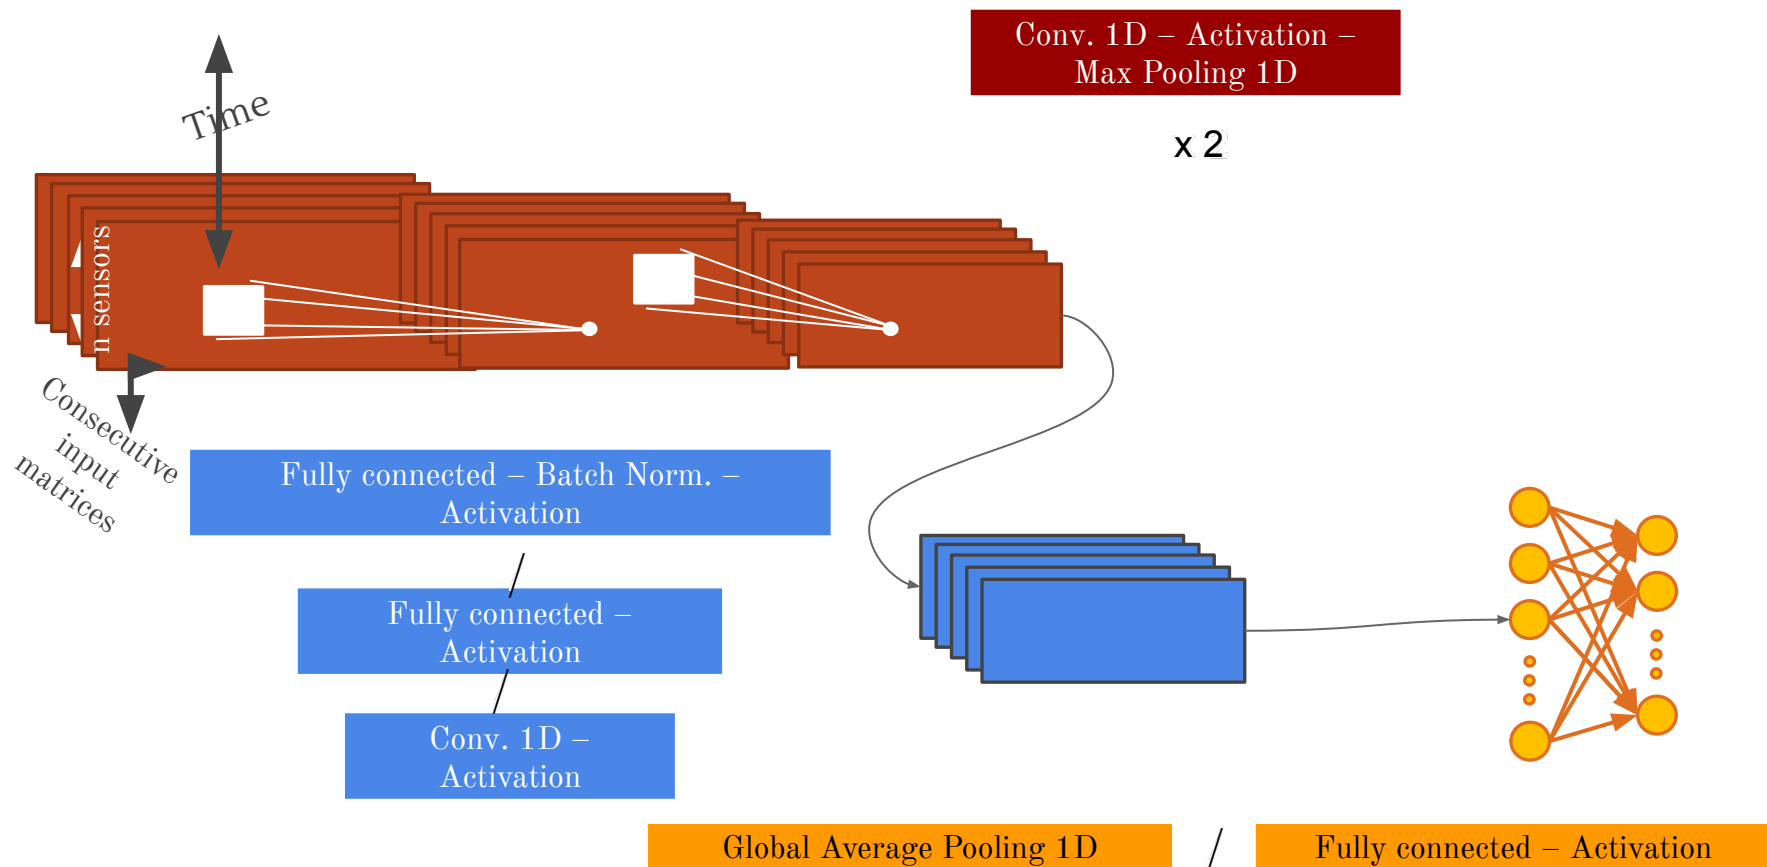 Conv. 1D – Activation –
Max Pooling 1D
x 2
Time
n sensors
Consecutive
input
matrices
Fully connected – Batch Norm. –
Activation
/
Fully connected –
Activation
/
Conv. 1D –
Activation
Global Average Pooling 1D / Fully connected – Activation